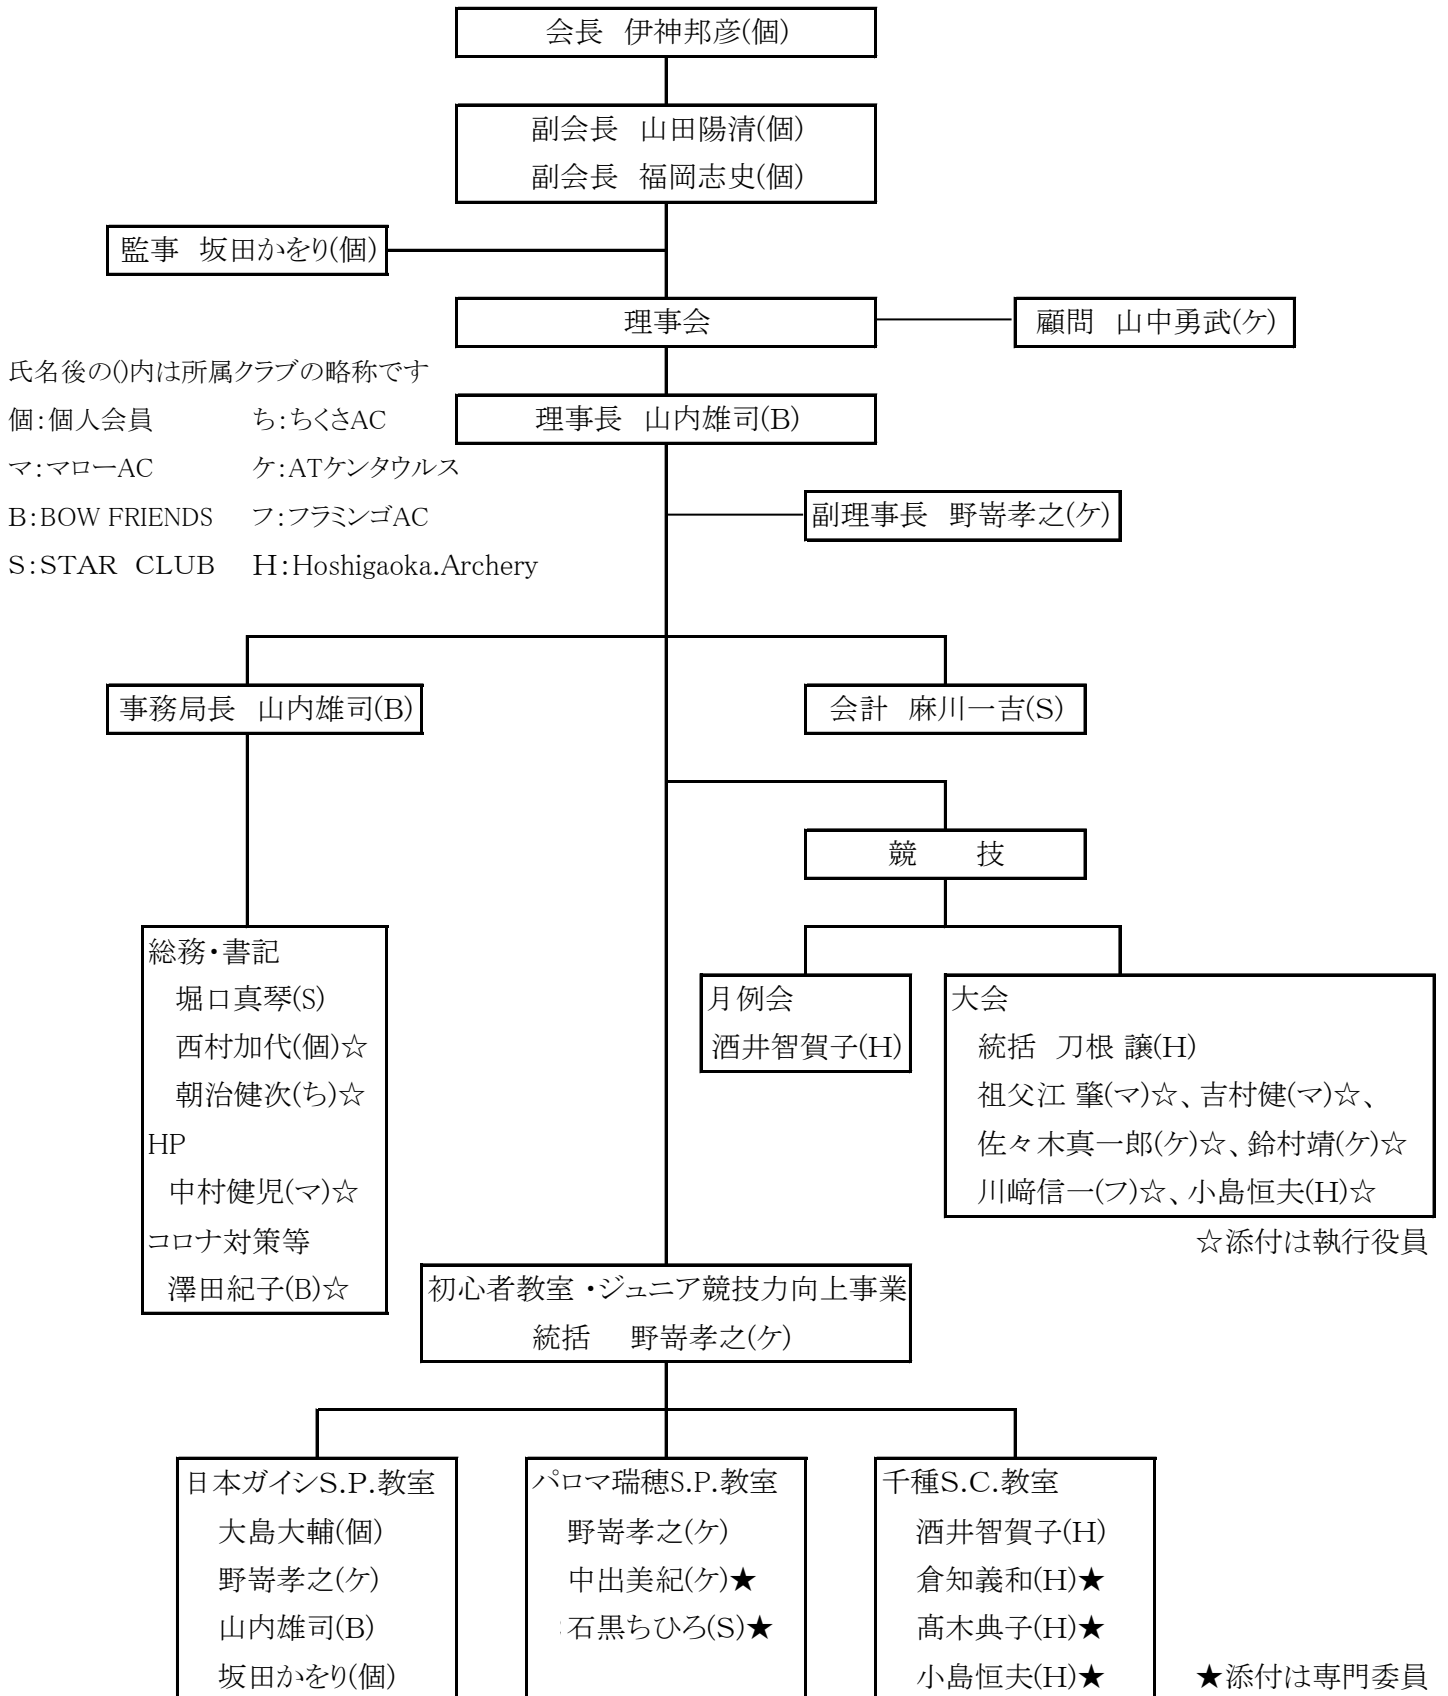 会長　伊神邦彦(個)
副会長　山田陽清(個)
副会長　福岡志史(個)
監事　坂田かをり(個)
理事会
顧問　山中勇武(ケ)
氏名後の()内は所属クラブの略称です
個:個人会員　ち:ちくさAC
マ:マローAC　ケ:ATケンタウルス
B:BOW FRIENDS　フ:フラミンゴAC
S:STAR　CLUB　H:Hoshigaoka.Archery
理事長　山内雄司(B)
副理事長　野嵜孝之(ケ)
事務局長　山内雄司(B)
会計　麻川一吉(S)
競　技
総務・書記
堀口真琴(S)
西村加代(個)☆
朝治健次(ち)☆
HP
中村健児(マ)☆
コロナ対策等
澤田紀子(B)☆
月例会
酒井智賀子(H)
大会
統括　刀根 譲(H)
祖父江 肇(マ)☆、吉村健(マ)☆、
佐々木真一郎(ケ)☆、鈴村靖(ケ)☆
川﨑信一(フ)☆、小島恒夫(H)☆
☆添付は執行役員
初心者教室・ジュニア競技力向上事業
統括　野嵜孝之(ケ)
日本ガイシS.P.教室
大島大輔(個)
野嵜孝之(ケ)
山内雄司(B)
坂田かをり(個)
パロマ瑞穂S.P.教室
野嵜孝之(ケ)
中出美紀(ケ)★
石黒ちひろ(S)★
千種S.C.教室
酒井智賀子(H)
倉知義和(H)★
髙木典子(H)★
小島恒夫(H)★
★添付は専門委員